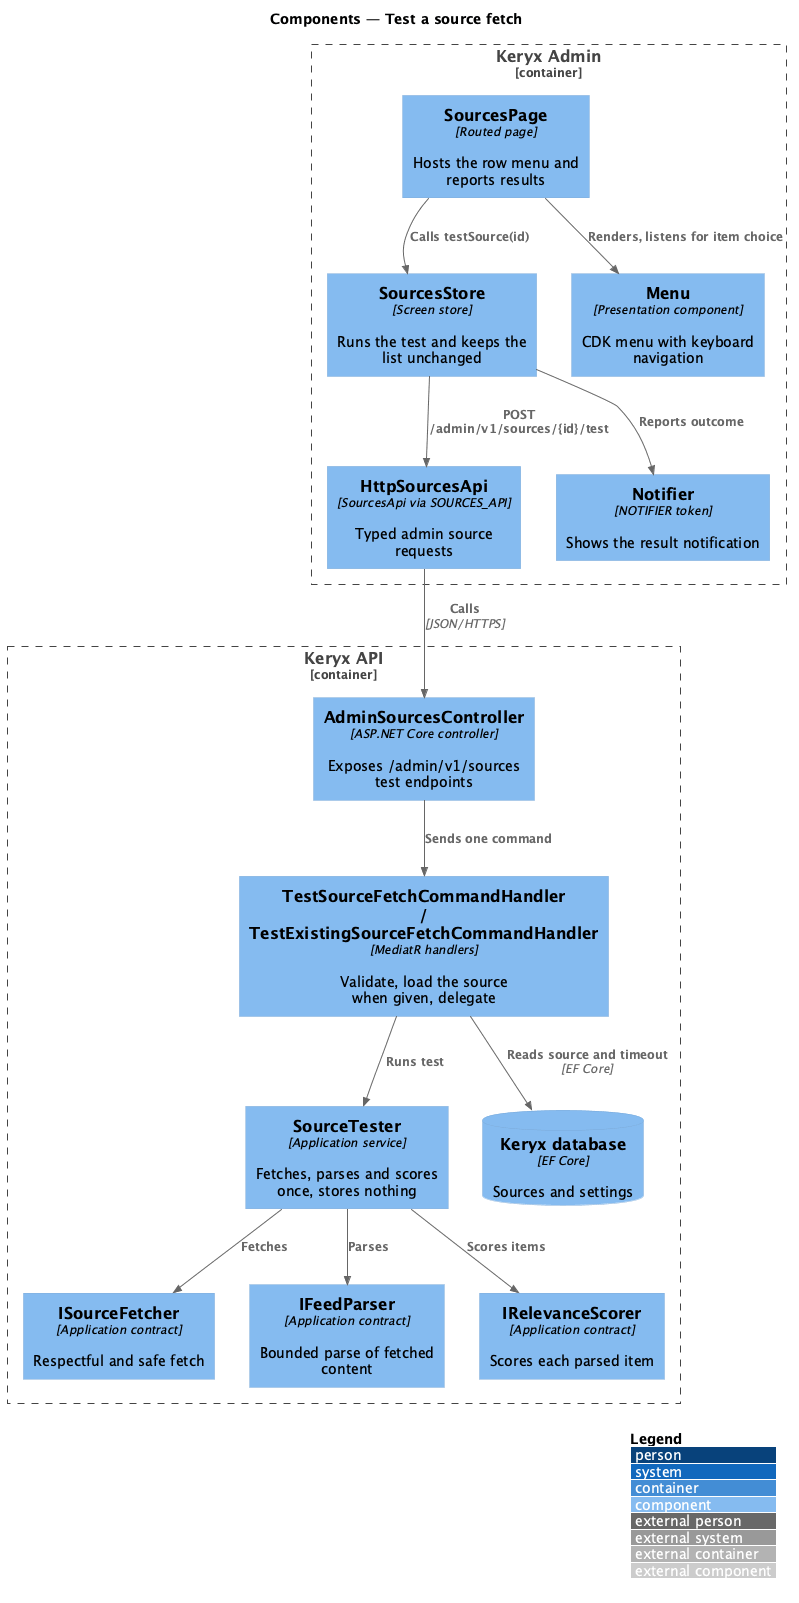 Components — Test a source fetch
Keryx Admin
[container]
SourcesPage
[Routed page]
Hosts the row menu and
reports results
Calls testSource(id)
Renders, listens for item choice
SourcesStore
[Screen store]
Runs the test and keeps the
list unchanged
Menu
[Presentation component]
CDK menu with keyboard
navigation
POST
/admin/v1/sources/{id}/test
Reports outcome
HttpSourcesApi
[SourcesApi via SOURCES_API]
Typed admin source
requests
Notifier
[NOTIFIER token]
Shows the result notification
Calls
[JSON/HTTPS]
Keryx API
[container]
AdminSourcesController
[ASP.NET Core controller]
Exposes /admin/v1/sources
test endpoints
Sends one command
TestSourceFetchCommandHandler
/
TestExistingSourceFetchCommandHandler
[MediatR handlers]
Validate, load the source
when given, delegate
Runs test
Reads source and timeout
[EF Core]
SourceTester
[Application service]
Fetches, parses and scores
once, stores nothing
Keryx database
[EF Core]
Sources and settings
Fetches
Parses
Scores items
ISourceFetcher
[Application contract]
Respectful and safe fetch
IFeedParser
[Application contract]
Bounded parse of fetched
content
IRelevanceScorer
[Application contract]
Scores each parsed item
Legend
person
system
container
component
external person
external system
external container
external component